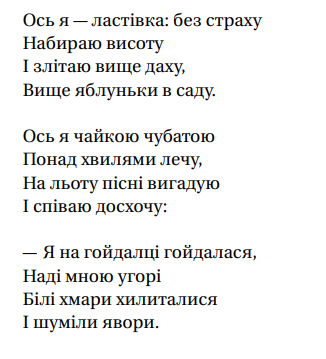 Ось я — ластівка: без страху
Набираю висоту
І злітаю вище даху,
Вище яблуньки в саду.

Ось я чайкою чубатою
Понад хвилями лечу,
На льоту пісні вигадую
І співаю досхочу:

— Я на гойдалці гойдалася,
Наді мною угорі
Білі хмари хилиталися
І шуміли явори.